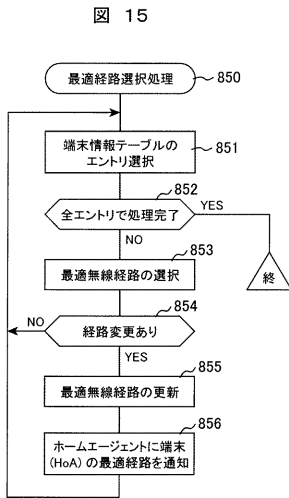 図 15
最適経路選択処理
850
端末情報テーブルの
エントリ選択
851
852
全エントリで処理完了
YES
NO
853
最適無線経路の選択
終
854
NO
経路変更あり
YES
855
最適無線経路の更新
856
ホームエージェントに端末
(HoA)の最適経路を通知